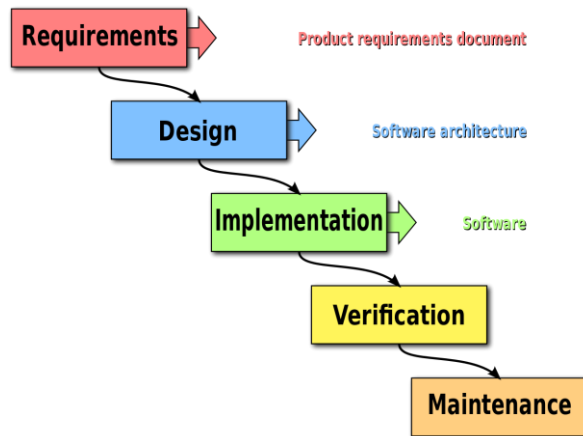 Requirements
Product requirements document
Design
Software architecture
Implementation
Software
Verification
Maintenance